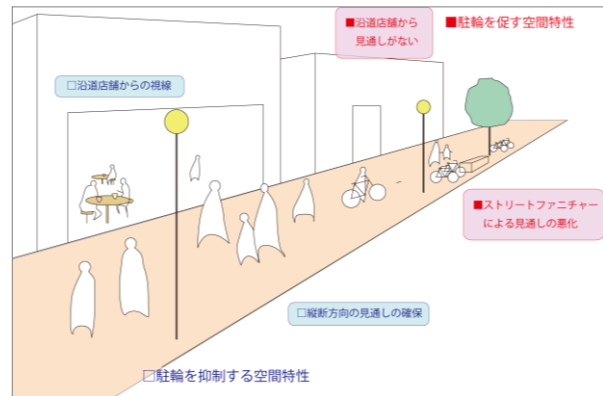 ■沿道店舗から
見通しがない
■駐輪を促す空間特性
□沿道店舗からの視線
■ストリートファニチャー
による見通しの悪化
□縦断方向の見通しの確保
□駐輪を抑制する空間特性